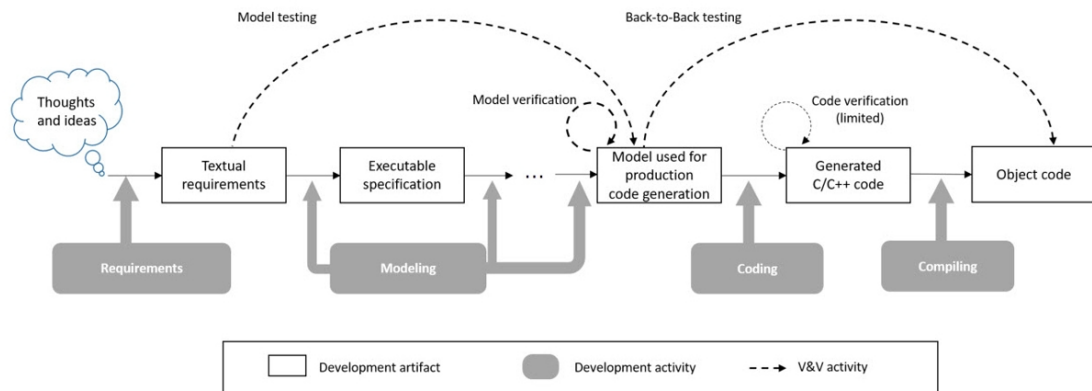 Model testing
Back-to-Back testing
Thoughts
and ideas
Model verification
Code verification
(limited)
Textual
requirements
Executable
specification
...
Model used for
production
code generation
Generated
C/C++ code
Object code
Requirements
Modeling
Coding
Compiling
Development artifact
Development activity
V&V activity